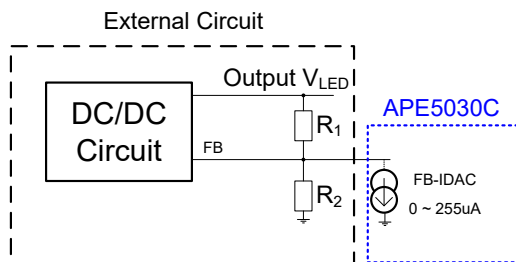 External Circuit
Output VLED
DC/DC
Circuit
R1
FB
R2
APE5030C
FB-IDAC
0 ~ 255uA